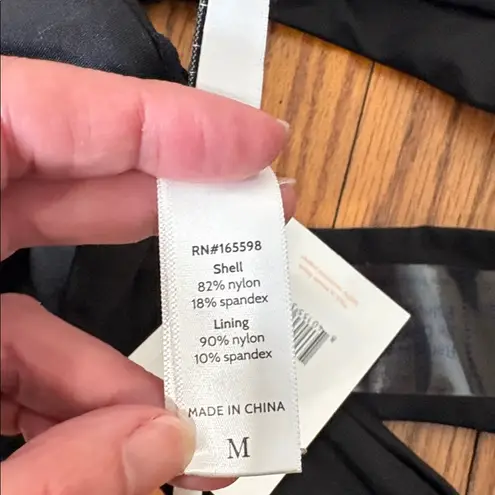 RN#165598
Shell
82% nylon
18% spandex
Lining
90% nylon
10% spandex
MADE IN CHINA
M